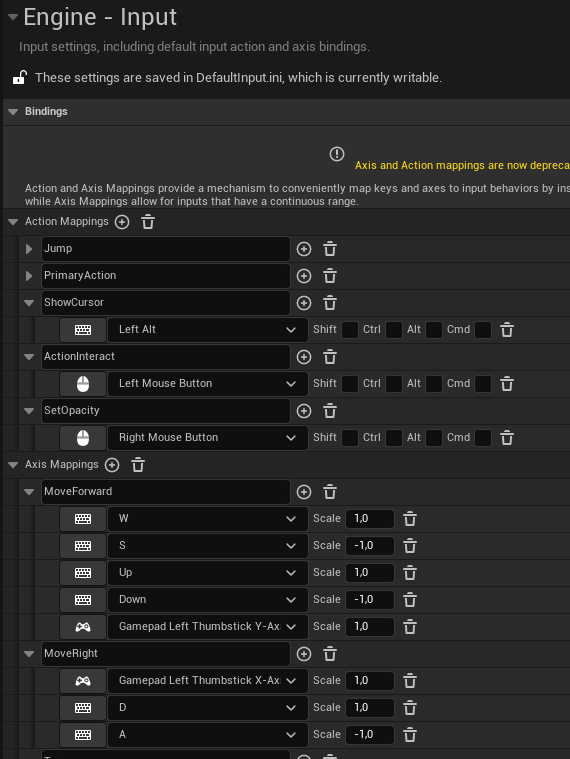 Engine - Input
Input settings, including default input action and axis bindings.
These settings are saved in DefaultInput.ini, which is currently writable.
Bindings
Axis and Action mappings are now depreca
Action and Axis Mappings provide a mechanism to conveniently map keys and axes to input behaviors by ins
while Axis Mappings allow for inputs that have a continuous range.
Action Mappings
Jump
PrimaryAction
ShowCursor
Left Alt Shift Ctrl Alt Cmd
ActionInteract
Left Mouse Button Shift Ctrl Alt Cmd
SetOpacity
Right Mouse Button Shift Ctrl Alt Cmd
Axis Mappings
MoveForward
W Scale 1,0
S Scale -1,0
Up Scale 1,0
Down Scale -1,0
Gamepad Left Thumbstick Y-Axi Scale 1,0
MoveRight
Gamepad Left Thumbstick X-Axi Scale 1,0
D Scale 1,0
A Scale -1,0